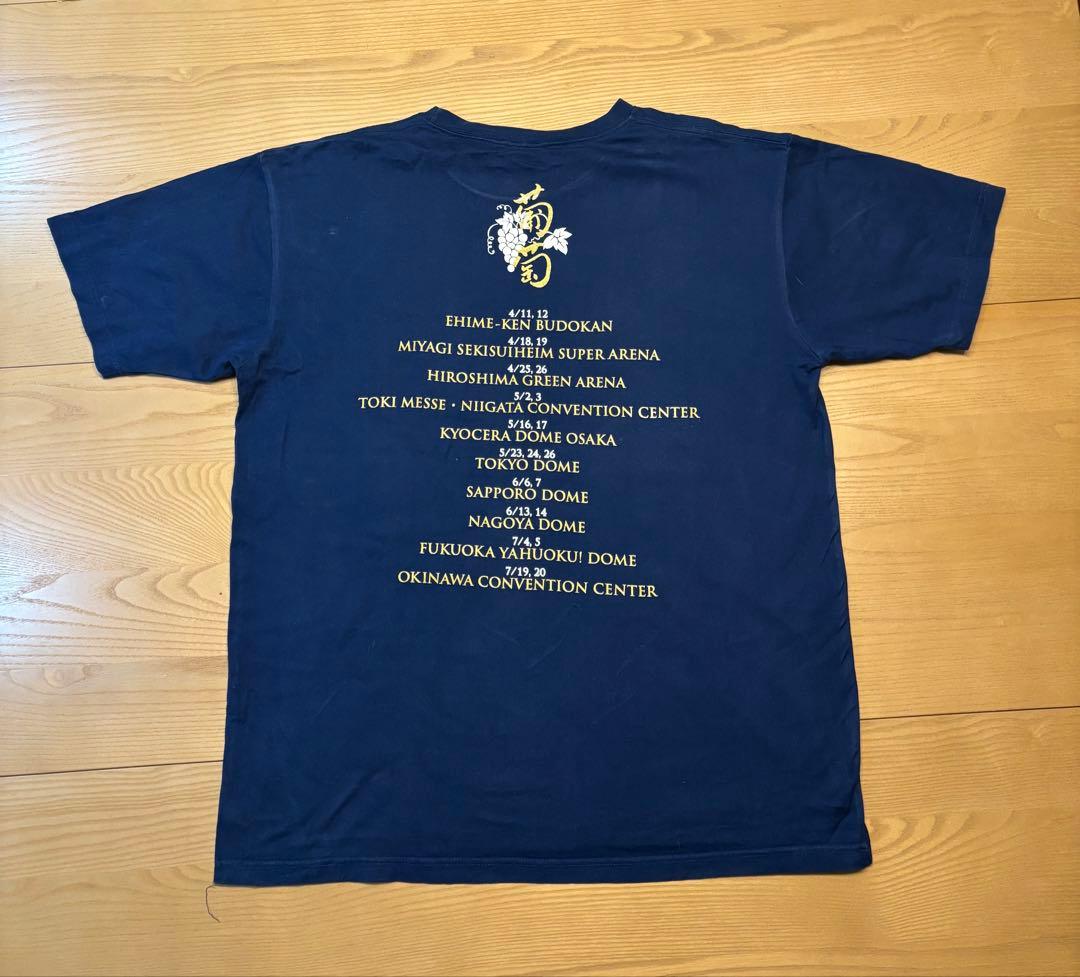 葡萄
4/11, 12
EHIME-KEN BUDOKAN
4/18, 19
MIYAGI SEKISUIHEIM SUPER ARENA
4/25, 26
HIROSHIMA GREEN ARENA
5/2, 3
TOKI MESSE・NIIGATA CONVENTION CENTER
5/16, 17
KYOCERA DOME OSAKA
5/23, 24, 26
TOKYO DOME
6/6, 7
SAPPORO DOME
6/13, 14
NAGOYA DOME
7/4, 5
FUKUOKA YAHUOKU! DOME
7/19, 20
OKINAWA CONVENTION CENTER